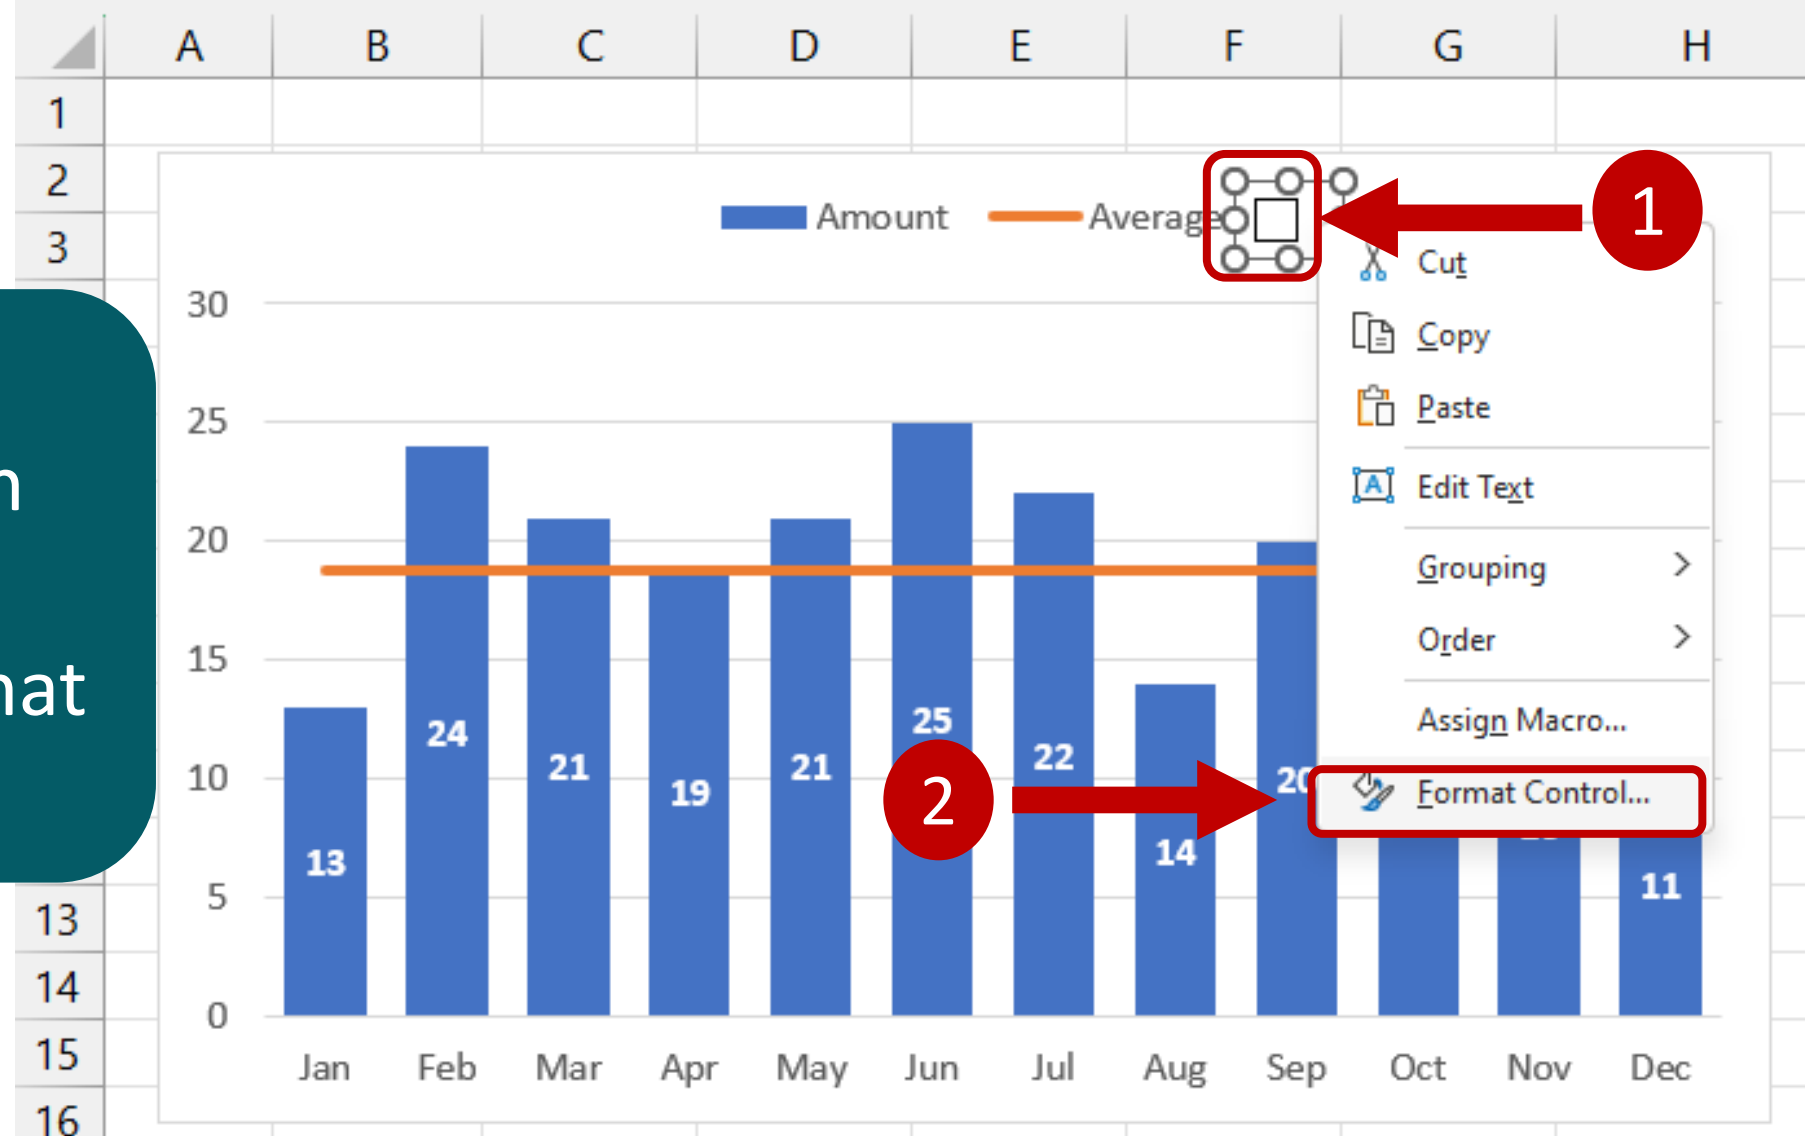 A B C D E F G H
1
2
3
13
14
15
16
Amount Average
1
30
25
20
15
10
5
0
13 24 21 19 21 25 22 14 20 11
Jan Feb Mar Apr May Jun Jul Aug Sep Oct Nov Dec
Cut
Copy
Paste
Edit Text
Grouping
Order
Assign Macro...
Format Control...
2